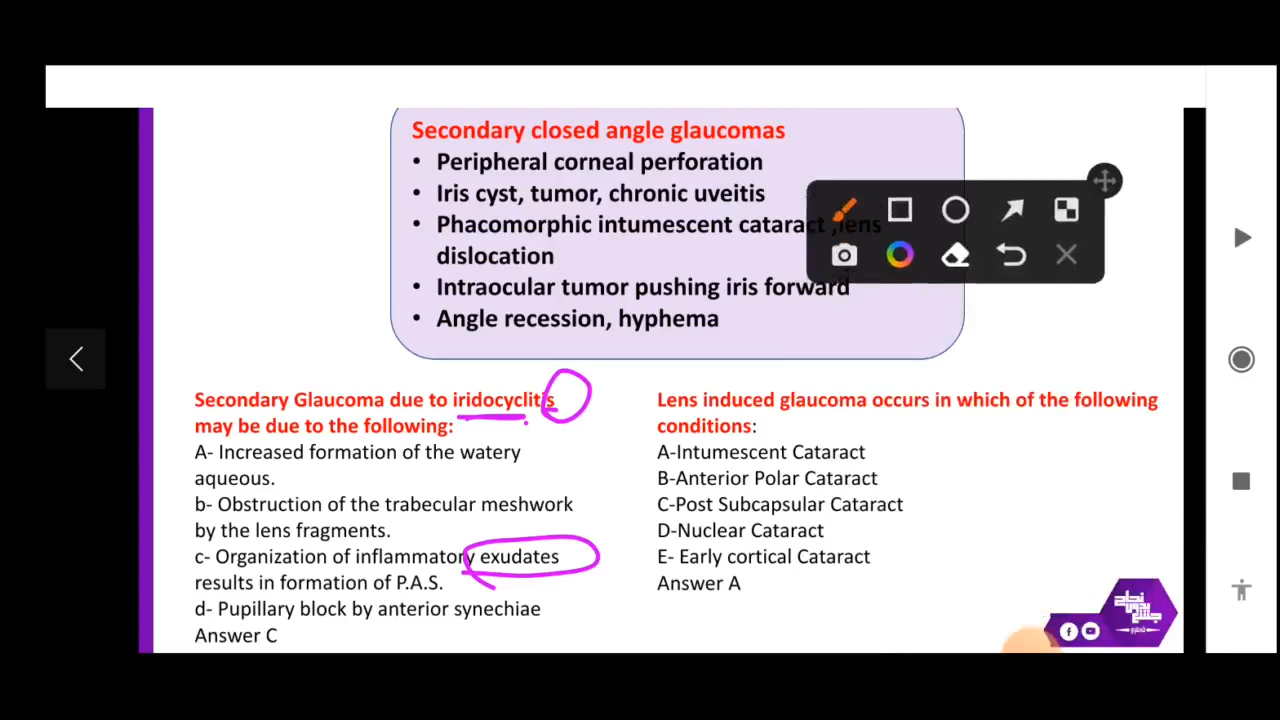 Secondary closed angle glaucomas
• Peripheral corneal perforation
• Iris cyst, tumor, chronic uveitis
• Phacomorphic intumescent cataract ,lens
dislocation
• Intraocular tumor pushing iris forward
• Angle recession, hyphema
Secondary Glaucoma due to iridocyclitis
may be due to the following:
A- Increased formation of the watery
aqueous.
b- Obstruction of the trabecular meshwork
by the lens fragments.
c- Organization of inflammatory exudates
results in formation of P.A.S.
d- Pupillary block by anterior synechiae
Answer C
Lens induced glaucoma occurs in which of the following
conditions:
A-Intumescent Cataract
B-Anterior Polar Cataract
C-Post Subcapsular Cataract
D-Nuclear Cataract
E- Early cortical Cataract
Answer A